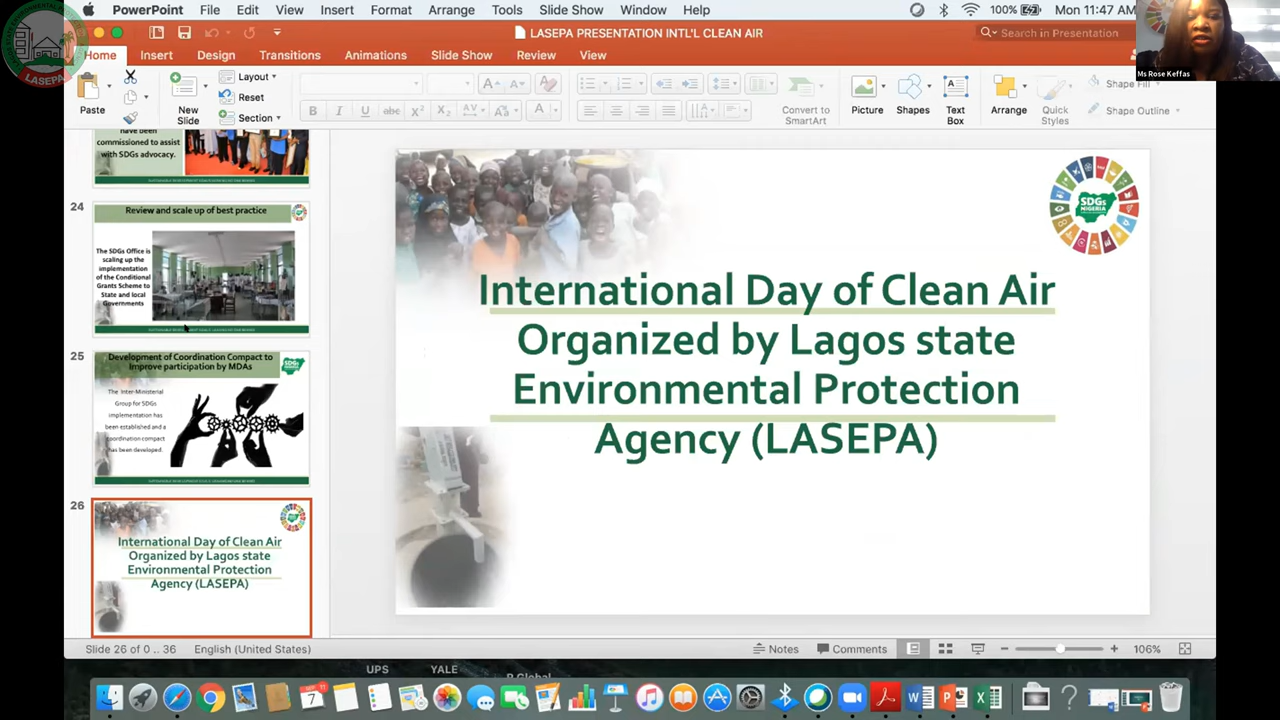 PowerPoint File Edit View Insert Format Arrange Tools Slide Show Window Help 100% Mon 11:47 AM
LASEPA PRESENTATION INT'L CLEAN AIR
Search in Presentation
Ms Rose Keffas
LASEPA
Home Insert Design Transitions Animations Slide Show Review View
Paste
New Slide
Layout
Reset
Section
Convert to SmartArt
Picture
Shapes
Text Box
Arrange
Quick Styles
Shape Fill
Shape Outline
have been
commissioned to assist
with SDGs advocacy.
24
Review and scale up of best practice
The SDGs Office is
scaling up the
implementation
of the Conditional
Grants Scheme to
State and local
Governments
25
Development of Coordination Compact to
Improve participation by MDAs
The Inter-Ministerial
Group for SDGs
implementation has
been established and a
coordination compact
has been developed.
26
International Day of Clean Air
Organized by Lagos state
Environmental Protection
Agency (LASEPA)
SDGs
NIGERIA
International Day of Clean Air
Organized by Lagos state
Environmental Protection
Agency (LASEPA)
Slide 26 of 0 .. 36 English (United States) Notes Comments 106%
UPS YALE